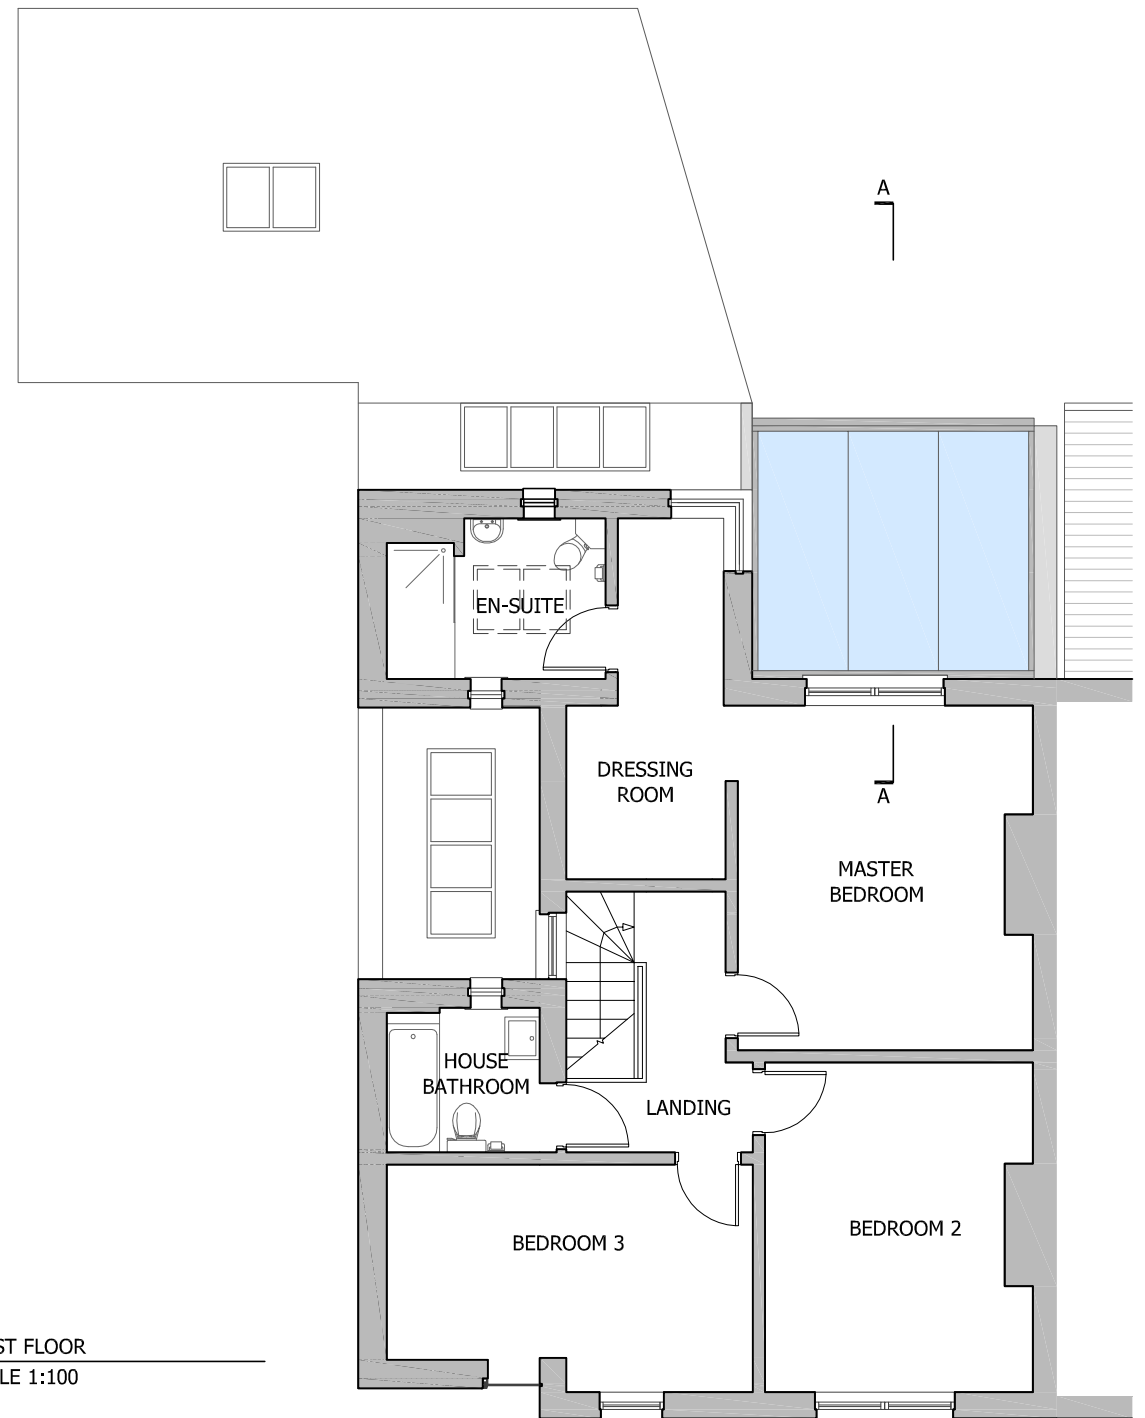 A
EN-SUITE
DRESSING
ROOM
A
MASTER
BEDROOM
HOUSE
BATHROOM
LANDING
BEDROOM 2
BEDROOM 3
ST FLOOR
LE 1:100